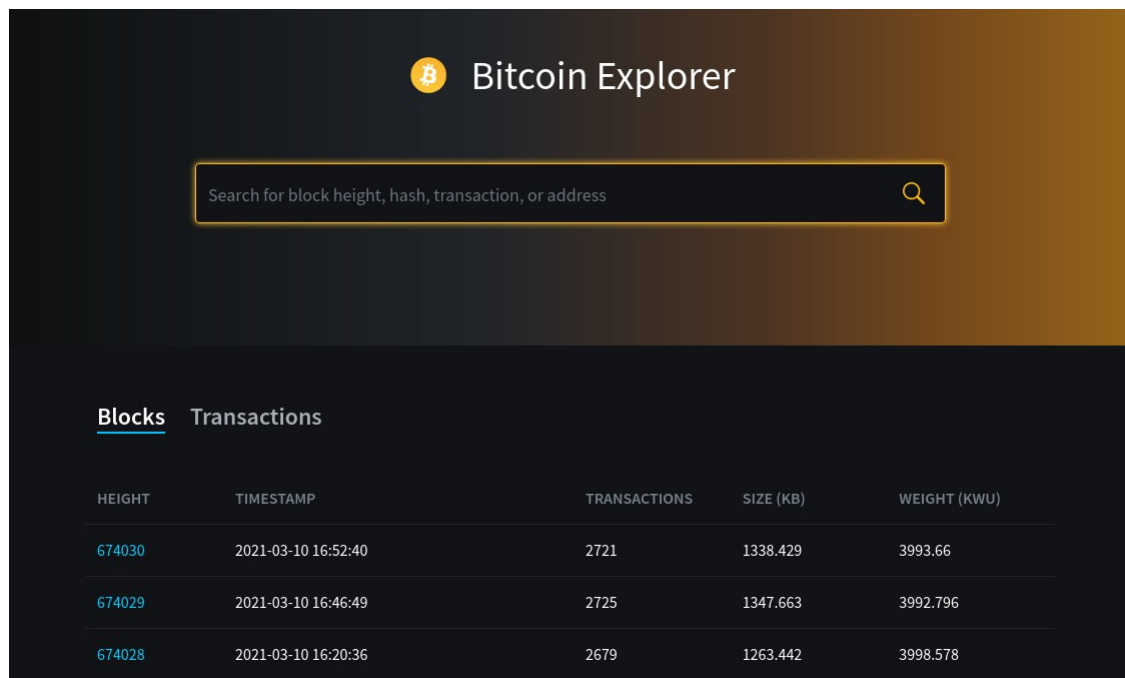 Bitcoin Explorer
Search for block height, hash, transaction, or address
Blocks Transactions
HEIGHT TIMESTAMP TRANSACTIONS SIZE (KB) WEIGHT (KWU)
674030 2021-03-10 16:52:40 2721 1338.429 3993.66
674029 2021-03-10 16:46:49 2725 1347.663 3992.796
674028 2021-03-10 16:20:36 2679 1263.442 3998.578